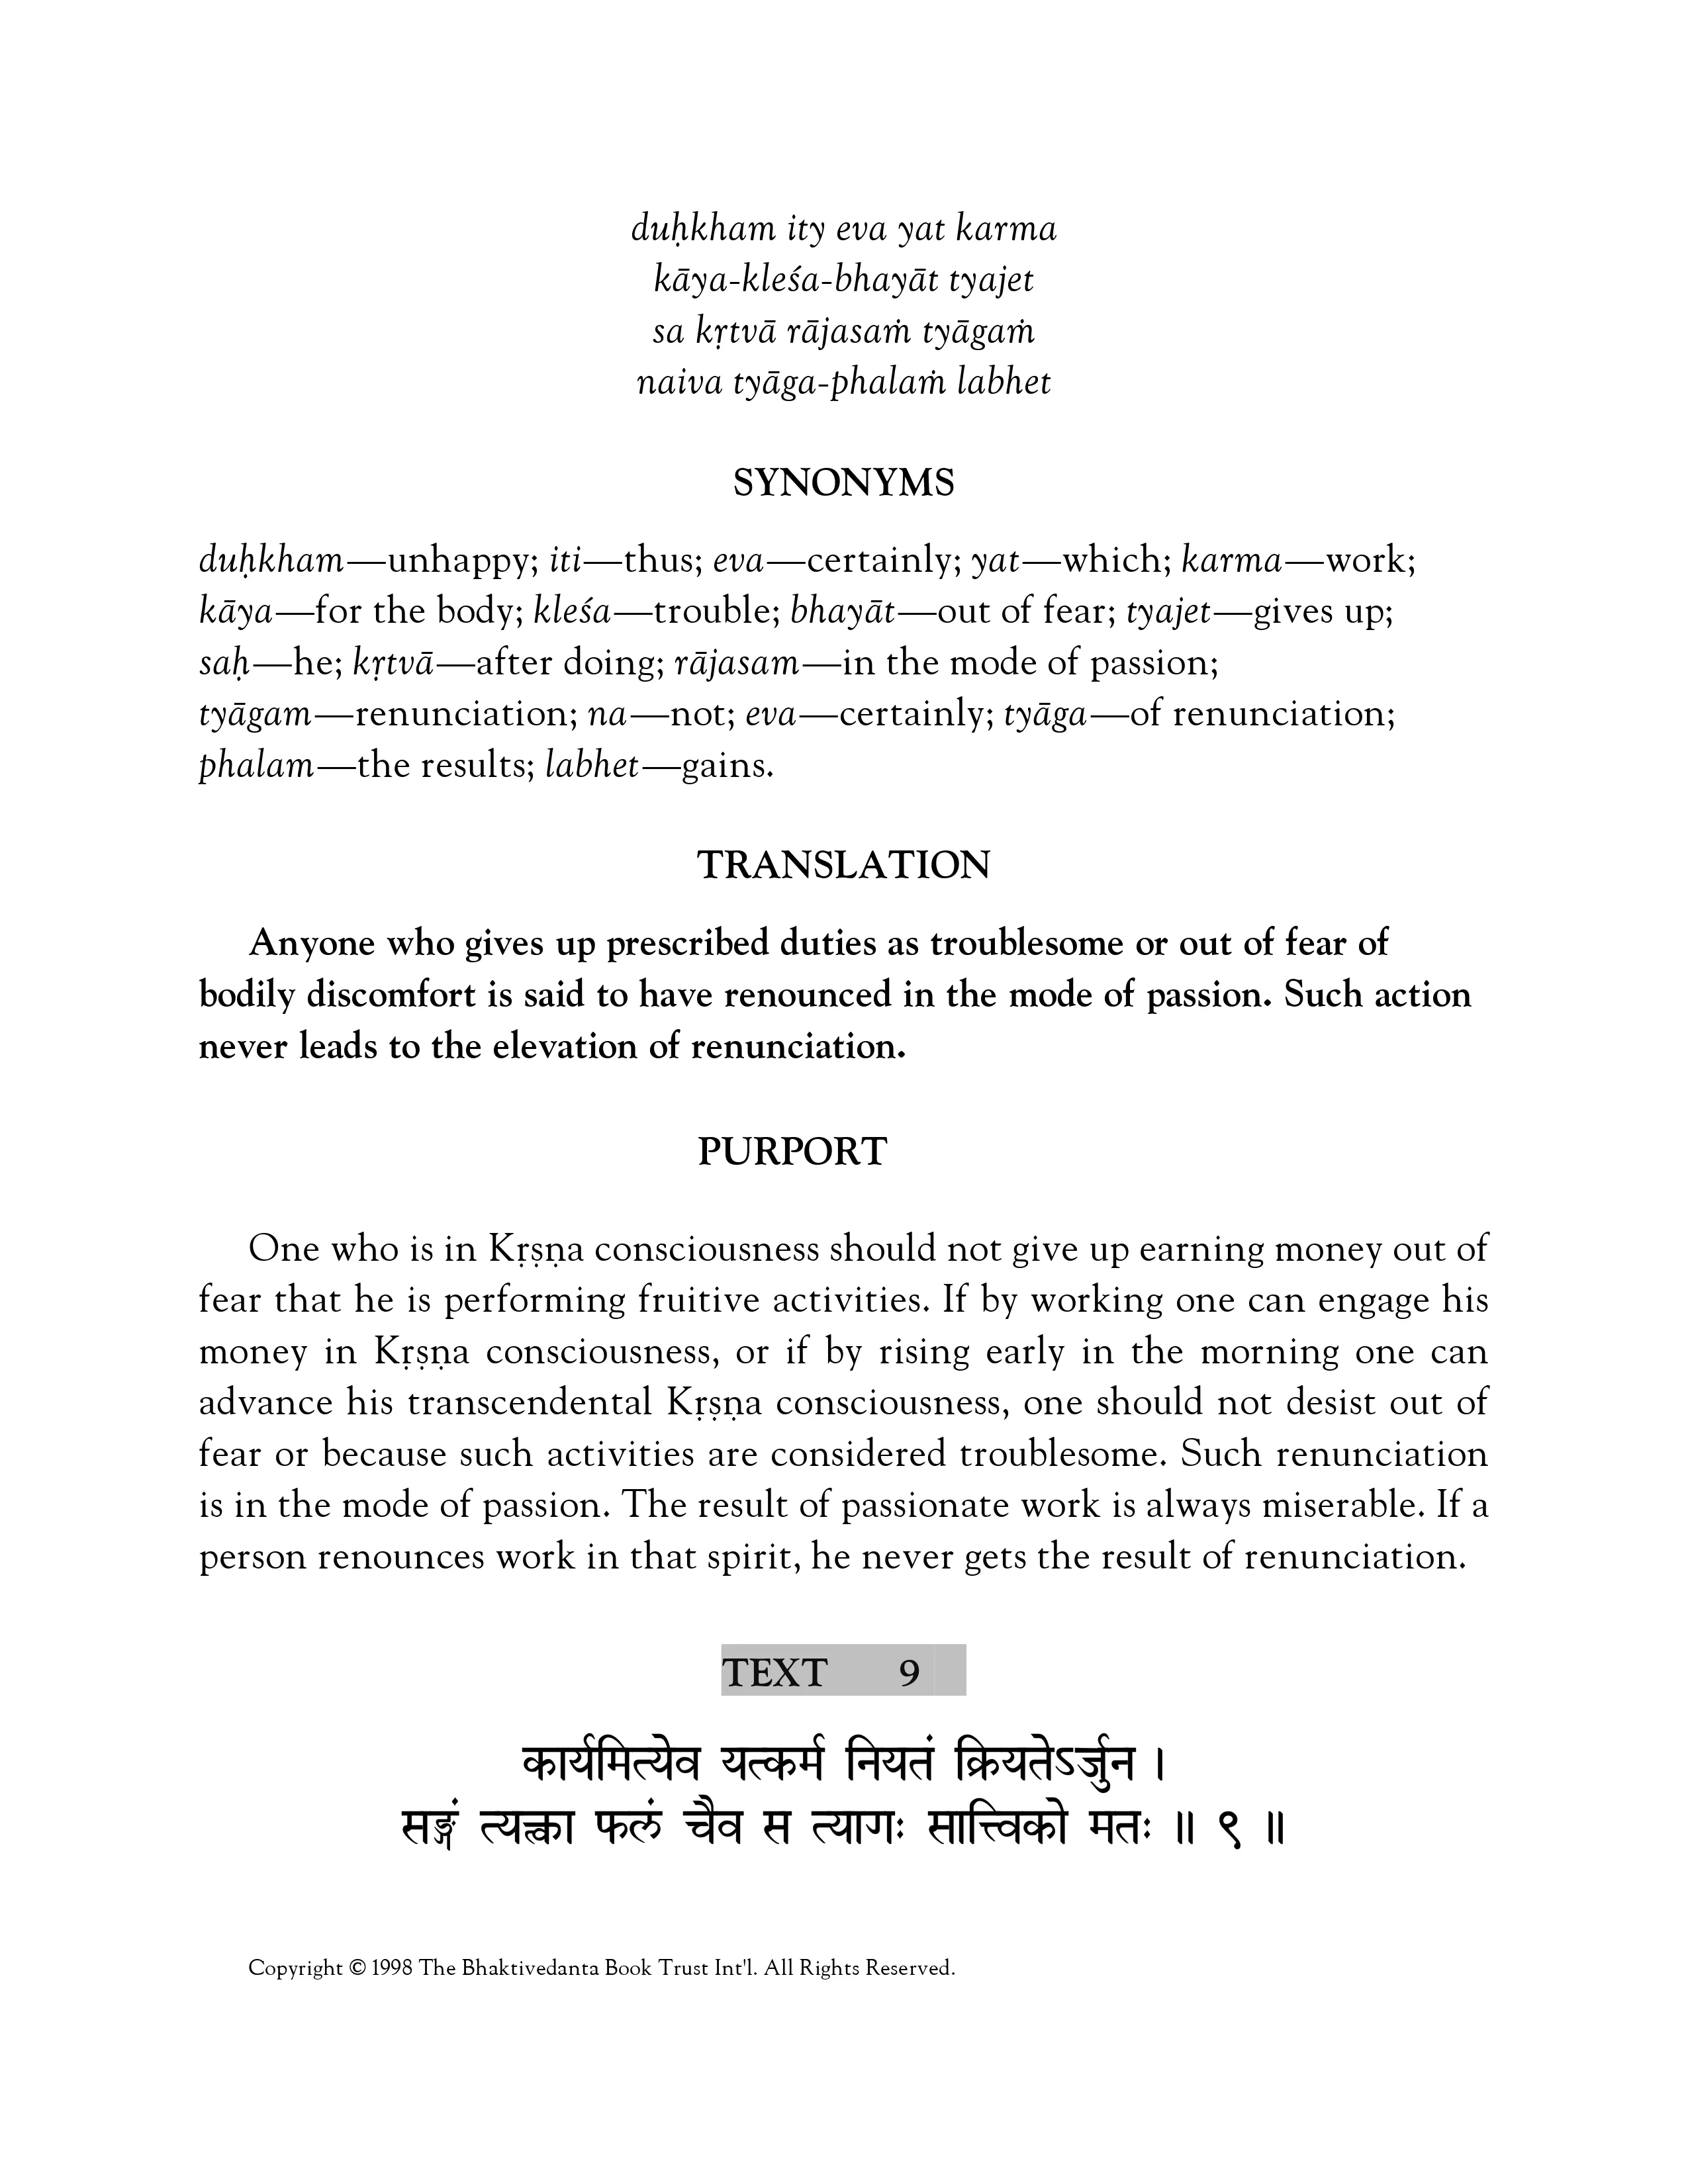 duḥkham ity eva yat karma
kāya-kleśa-bhayāt tyajet
sa kṛtvā rājasaṁ tyāgaṁ
naiva tyāga-phalaṁ labhet
SYNONYMS
duḥkham—unhappy; iti—thus; eva—certainly; yat—which; karma—work;
kāya—for the body; kleśa—trouble; bhayāt—out of fear; tyajet—gives up;
saḥ—he; kṛtvā—after doing; rājasam—in the mode of passion;
tyāgam—renunciation; na—not; eva—certainly; tyāga—of renunciation;
phalam—the results; labhet—gains.
TRANSLATION
Anyone who gives up prescribed duties as troublesome or out of fear of
bodily discomfort is said to have renounced in the mode of passion. Such action
never leads to the elevation of renunciation.
PURPORT
One who is in Kṛṣṇa consciousness should not give up earning money out of
fear that he is performing fruitive activities. If by working one can engage his
money in Kṛṣṇa consciousness, or if by rising early in the morning one can
advance his transcendental Kṛṣṇa consciousness, one should not desist out of
fear or because such activities are considered troublesome. Such renunciation
is in the mode of passion. The result of passionate work is always miserable. If a
person renounces work in that spirit, he never gets the result of renunciation.
TEXT 9
कार्यमित्येव यत्कर्म नियतं क्रियतेऽर्जुन ।
सङ्गं त्यक्त्वा फलं चैव स त्यागः सात्त्विको मतः ॥ ९ ॥
Copyright © 1998 The Bhaktivedanta Book Trust Int'l. All Rights Reserved.